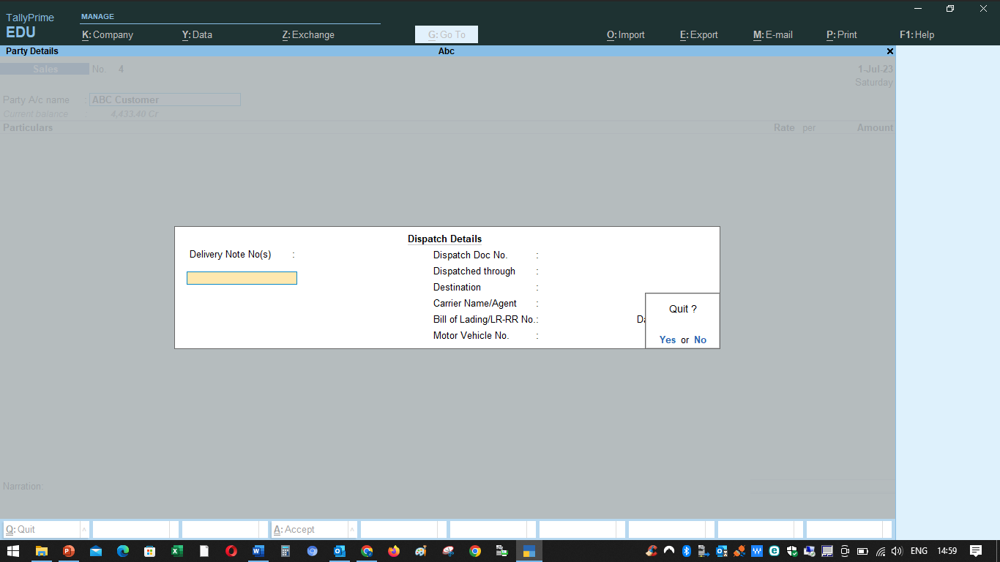 TallyPrime
EDU
MANAGE
K: Company Y: Data Z: Exchange G: Go To O: Import E: Export M: E-mail P: Print F1: Help
Party Details Abc
Sales No. 4 1-Jul-23
Saturday
Party A/c name : ABC Customer
Current balance : 4,433.40 Cr
Particulars Rate per Amount
Dispatch Details
Delivery Note No(s) :
Dispatch Doc No. :
Dispatched through :
Destination :
Carrier Name/Agent :
Bill of Lading/LR-RR No. :
Motor Vehicle No. :
Quit ?
Yes or No
Narration:
Q: Quit A: Accept
ENG 14:59